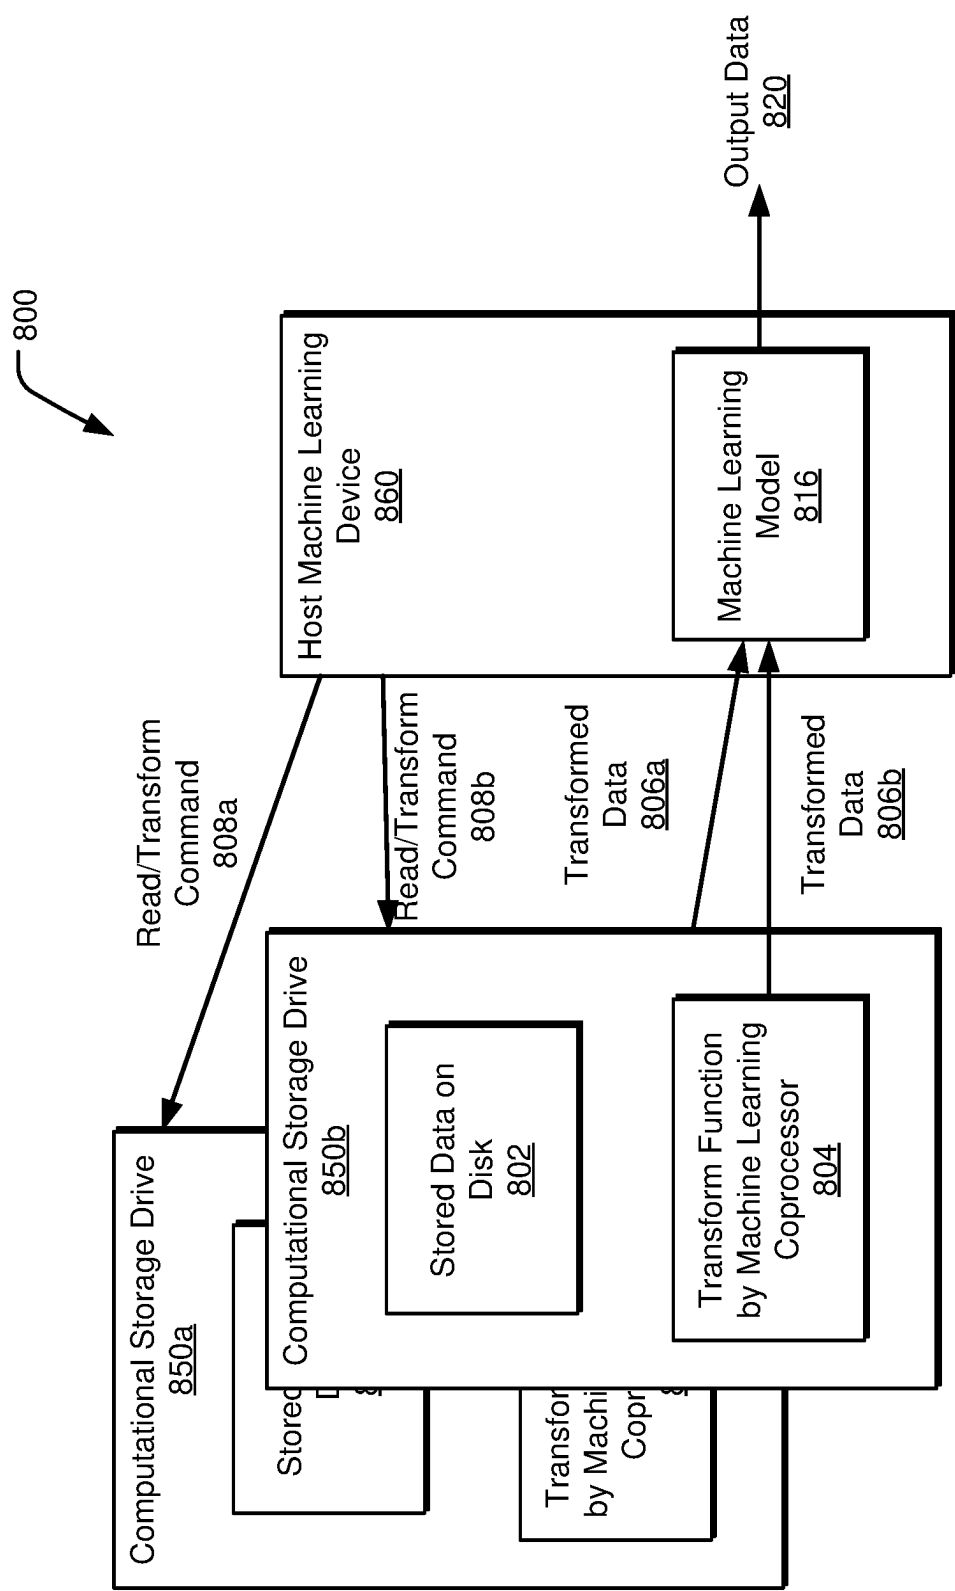 800
Computational Storage Drive
850a
Stored
Computational Storage Drive
850b
Stored Data on
Disk
802
Transform Function
by Machine Learning
Coprocessor
804
Read/Transform
Command
808a
Read/Transform
Command
808b
Transformed
Data
806a
Transformed
Data
806b
Host Machine Learning
Device
860
Machine Learning
Model
816
Output Data
820